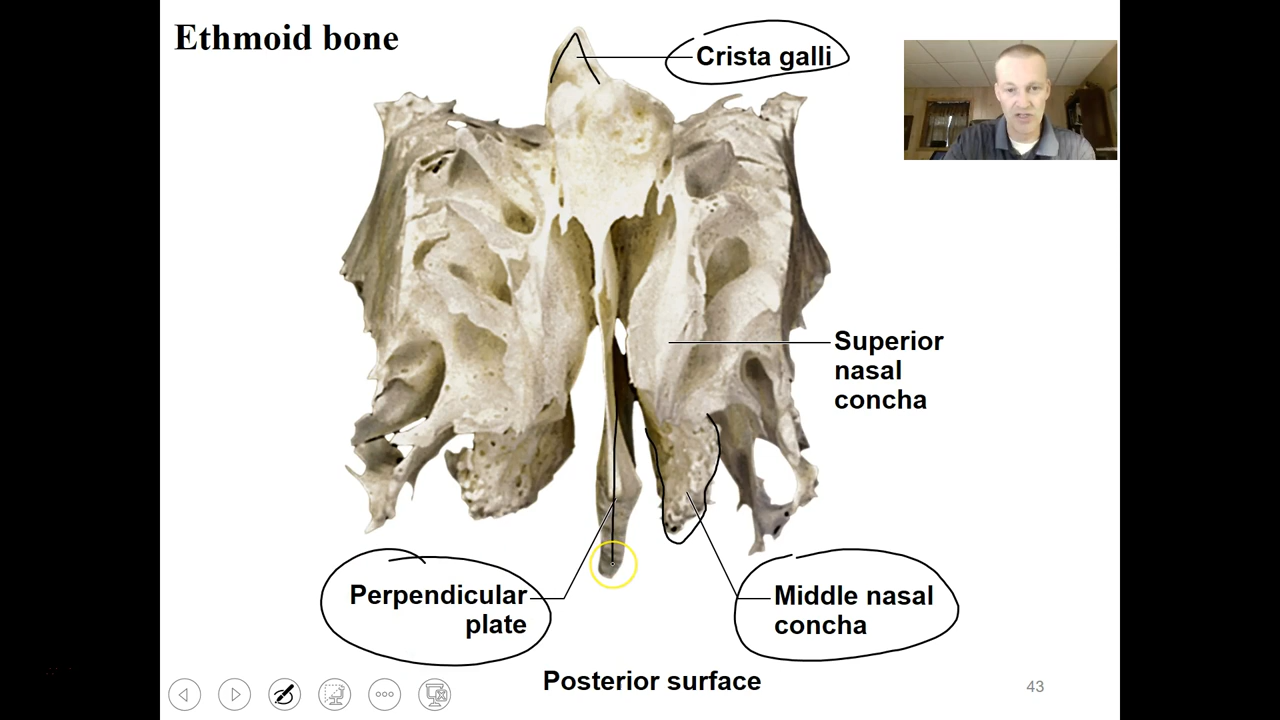 Ethmoid bone
Crista galli
Superior
nasal
concha
Perpendicular
plate
Middle nasal
concha
Posterior surface
43